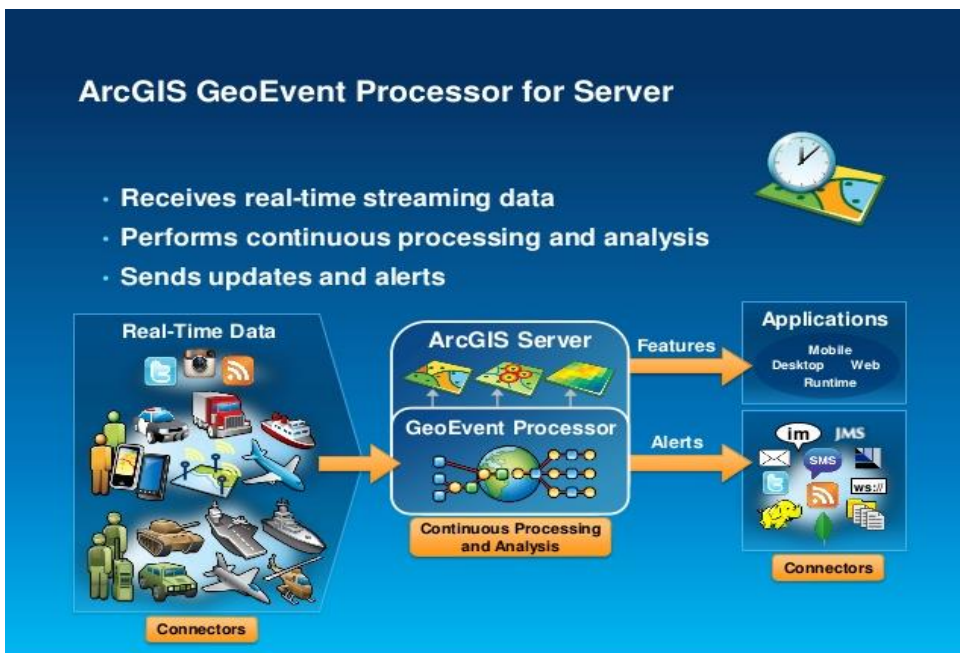 ArcGIS GeoEvent Processor for Server
• Receives real-time streaming data
• Performs continuous processing and analysis
• Sends updates and alerts
Real-Time Data
Connectors
ArcGIS Server
GeoEvent Processor
Continuous Processing
and Analysis
Features
Alerts
Applications
Mobile
Desktop Web
Runtime
im JMS
SMS
ws://
Connectors